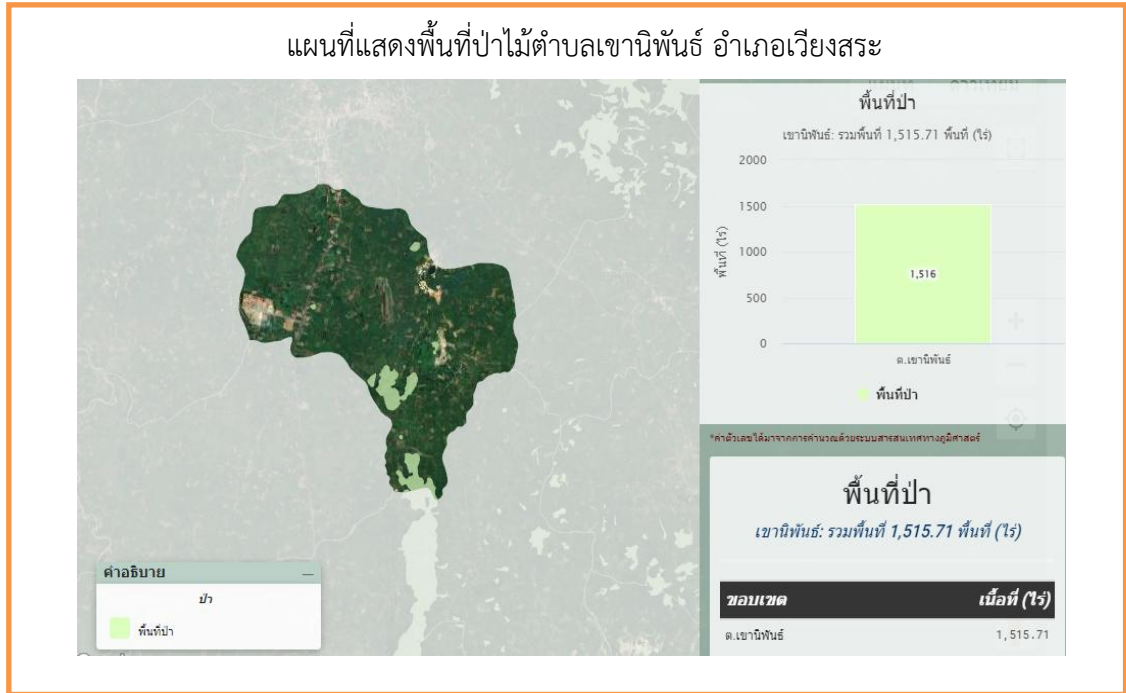 แผนที่แสดงพื้นที่ป่าไม้ตำบลเขานิพันธ์ อำเภอเวียงสระ
พื้นที่ป่า
เขานิพันธ์: รวมพื้นที่ 1,515.71 พื้นที่ (ไร่)
2000
1500
1000
500
0
พื้นที่ (ไร่)
1,516
ต.เขานิพันธ์
พื้นที่ป่า
*ค่าตัวเลขได้มาจากการคำนวณด้วยระบบสารสนเทศทางภูมิศาสตร์
พื้นที่ป่า
เขานิพันธ์: รวมพื้นที่ 1,515.71 พื้นที่ (ไร่)
ขอบเขต เนื้อที่ (ไร่)
ต.เขานิพันธ์ 1,515.71
คำอธิบาย
ป่า
พื้นที่ป่า